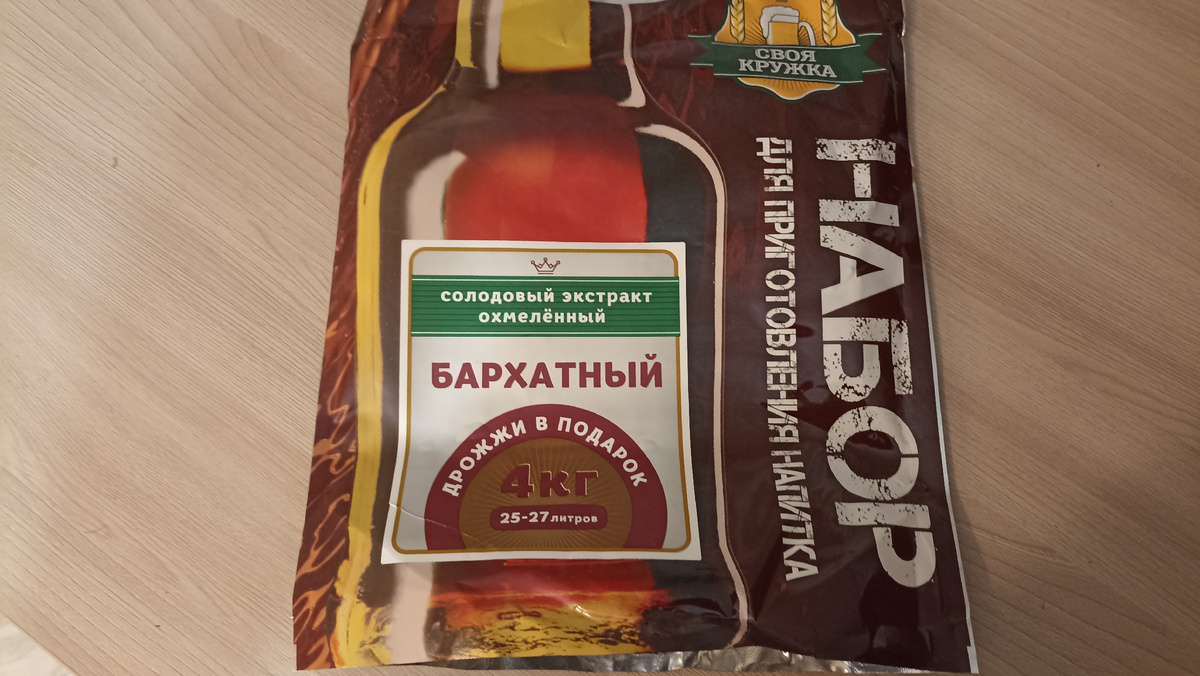 СВОЯ
КРУЖКА
НАБОР
ДЛЯ ПРИГОТОВЛЕНИЯ НАПИТКА
солодовый экстракт
охмелённый
БАРХАТНЫЙ
ДРОЖЖИ В ПОДАРОК
4кг
25-27 литров